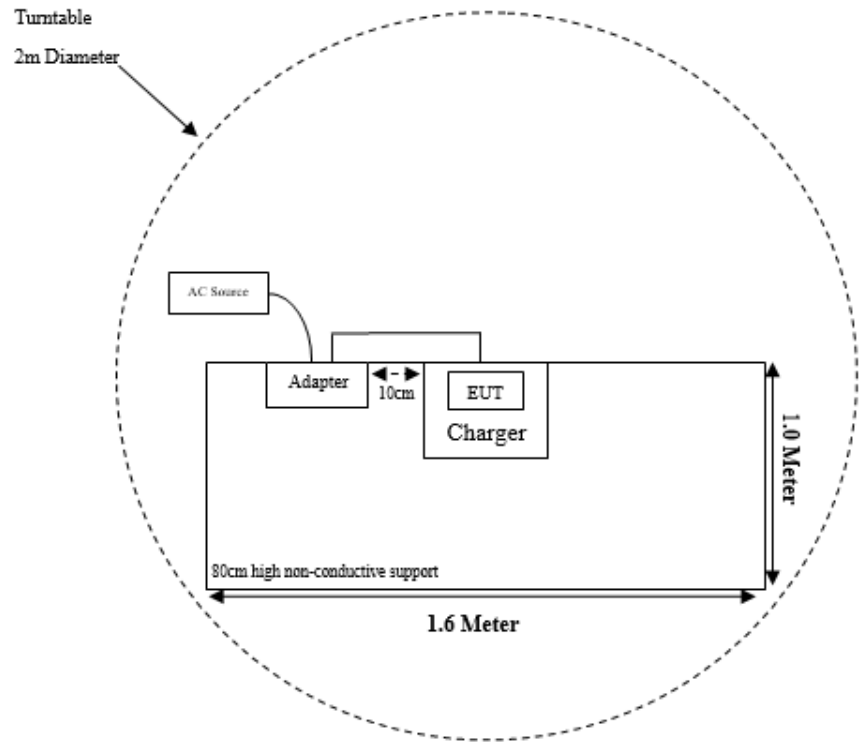 Turntable
2m Diameter
AC Source
Adapter
10cm
EUT
Charger
1.0 Meter
80cm high non-conductive support
1.6 Meter